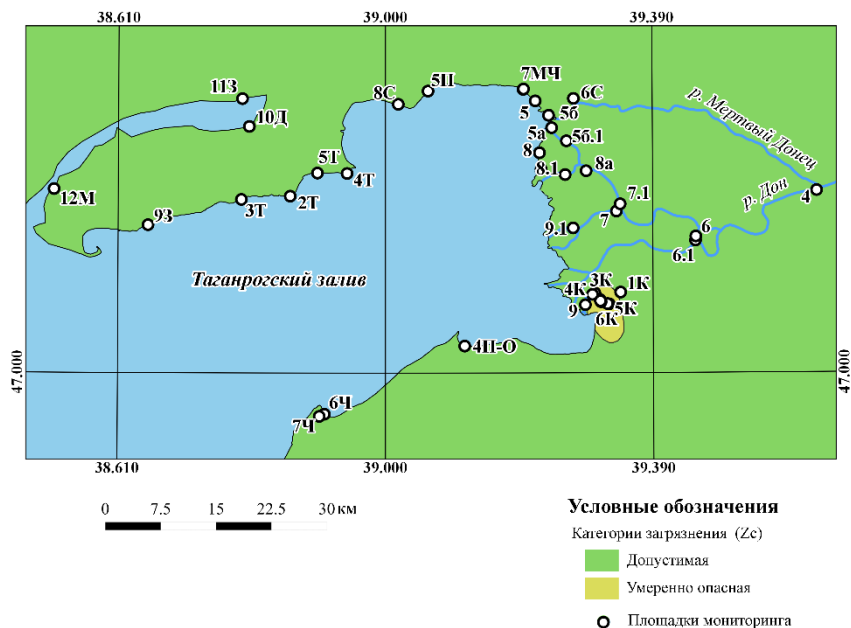 38.610
39.000
39.390
11З
10Д
12М
9З
3Т
2Т
5Т
4Т
8С
5П
7МЧ
5
5б
6С
5а
5б.1
8
8.1
8а
р. Мертвый Донец
р. Дон
4
7.1
7
9.1
6
6.1
Таганрогский залив
4К
3К
1К
9
5К
6К
4П-О
47.000
47.000
6Ч
7Ч
38.610
39.000
39.390
0 7.5 15 22.5 30 км
Условные обозначения
Категории загрязнения (Zc)
Допустимая
Умеренно опасная
Площадки мониторинга